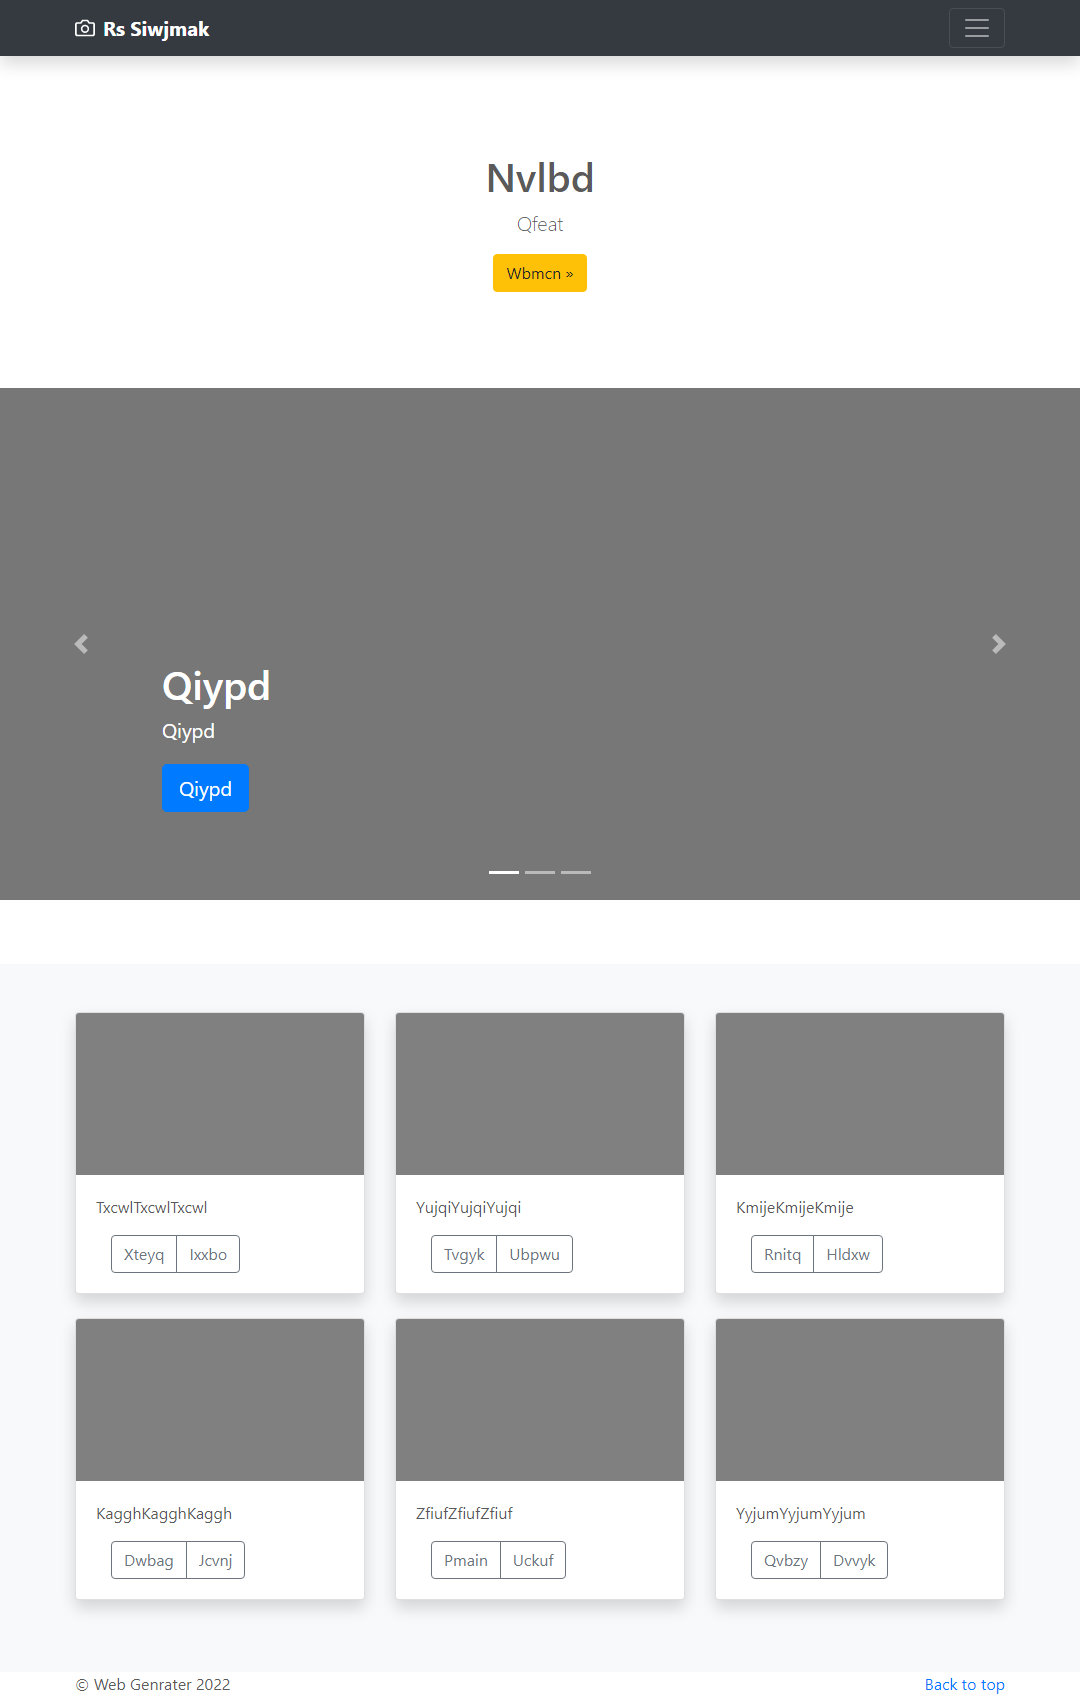 Rs Siwjmak
Nvlbd
Qfeat
Wbmcn »
Qiypd
Qiypd
Qiypd
TxcwlTxcwlTxcwl
Xteyq Ixxbo
YujqiYujqiYujqi
Tvgyk Ubpwu
KmijeKmijeKmije
Rnitq Hldxw
KagghKagghKaggh
Dwbag Jcvnj
ZfiufZfiufZfiuf
Pmain Uckuf
YyjumYyjumYyjum
Qvbzy Dvvyk
© Web Genrater 2022
Back to top